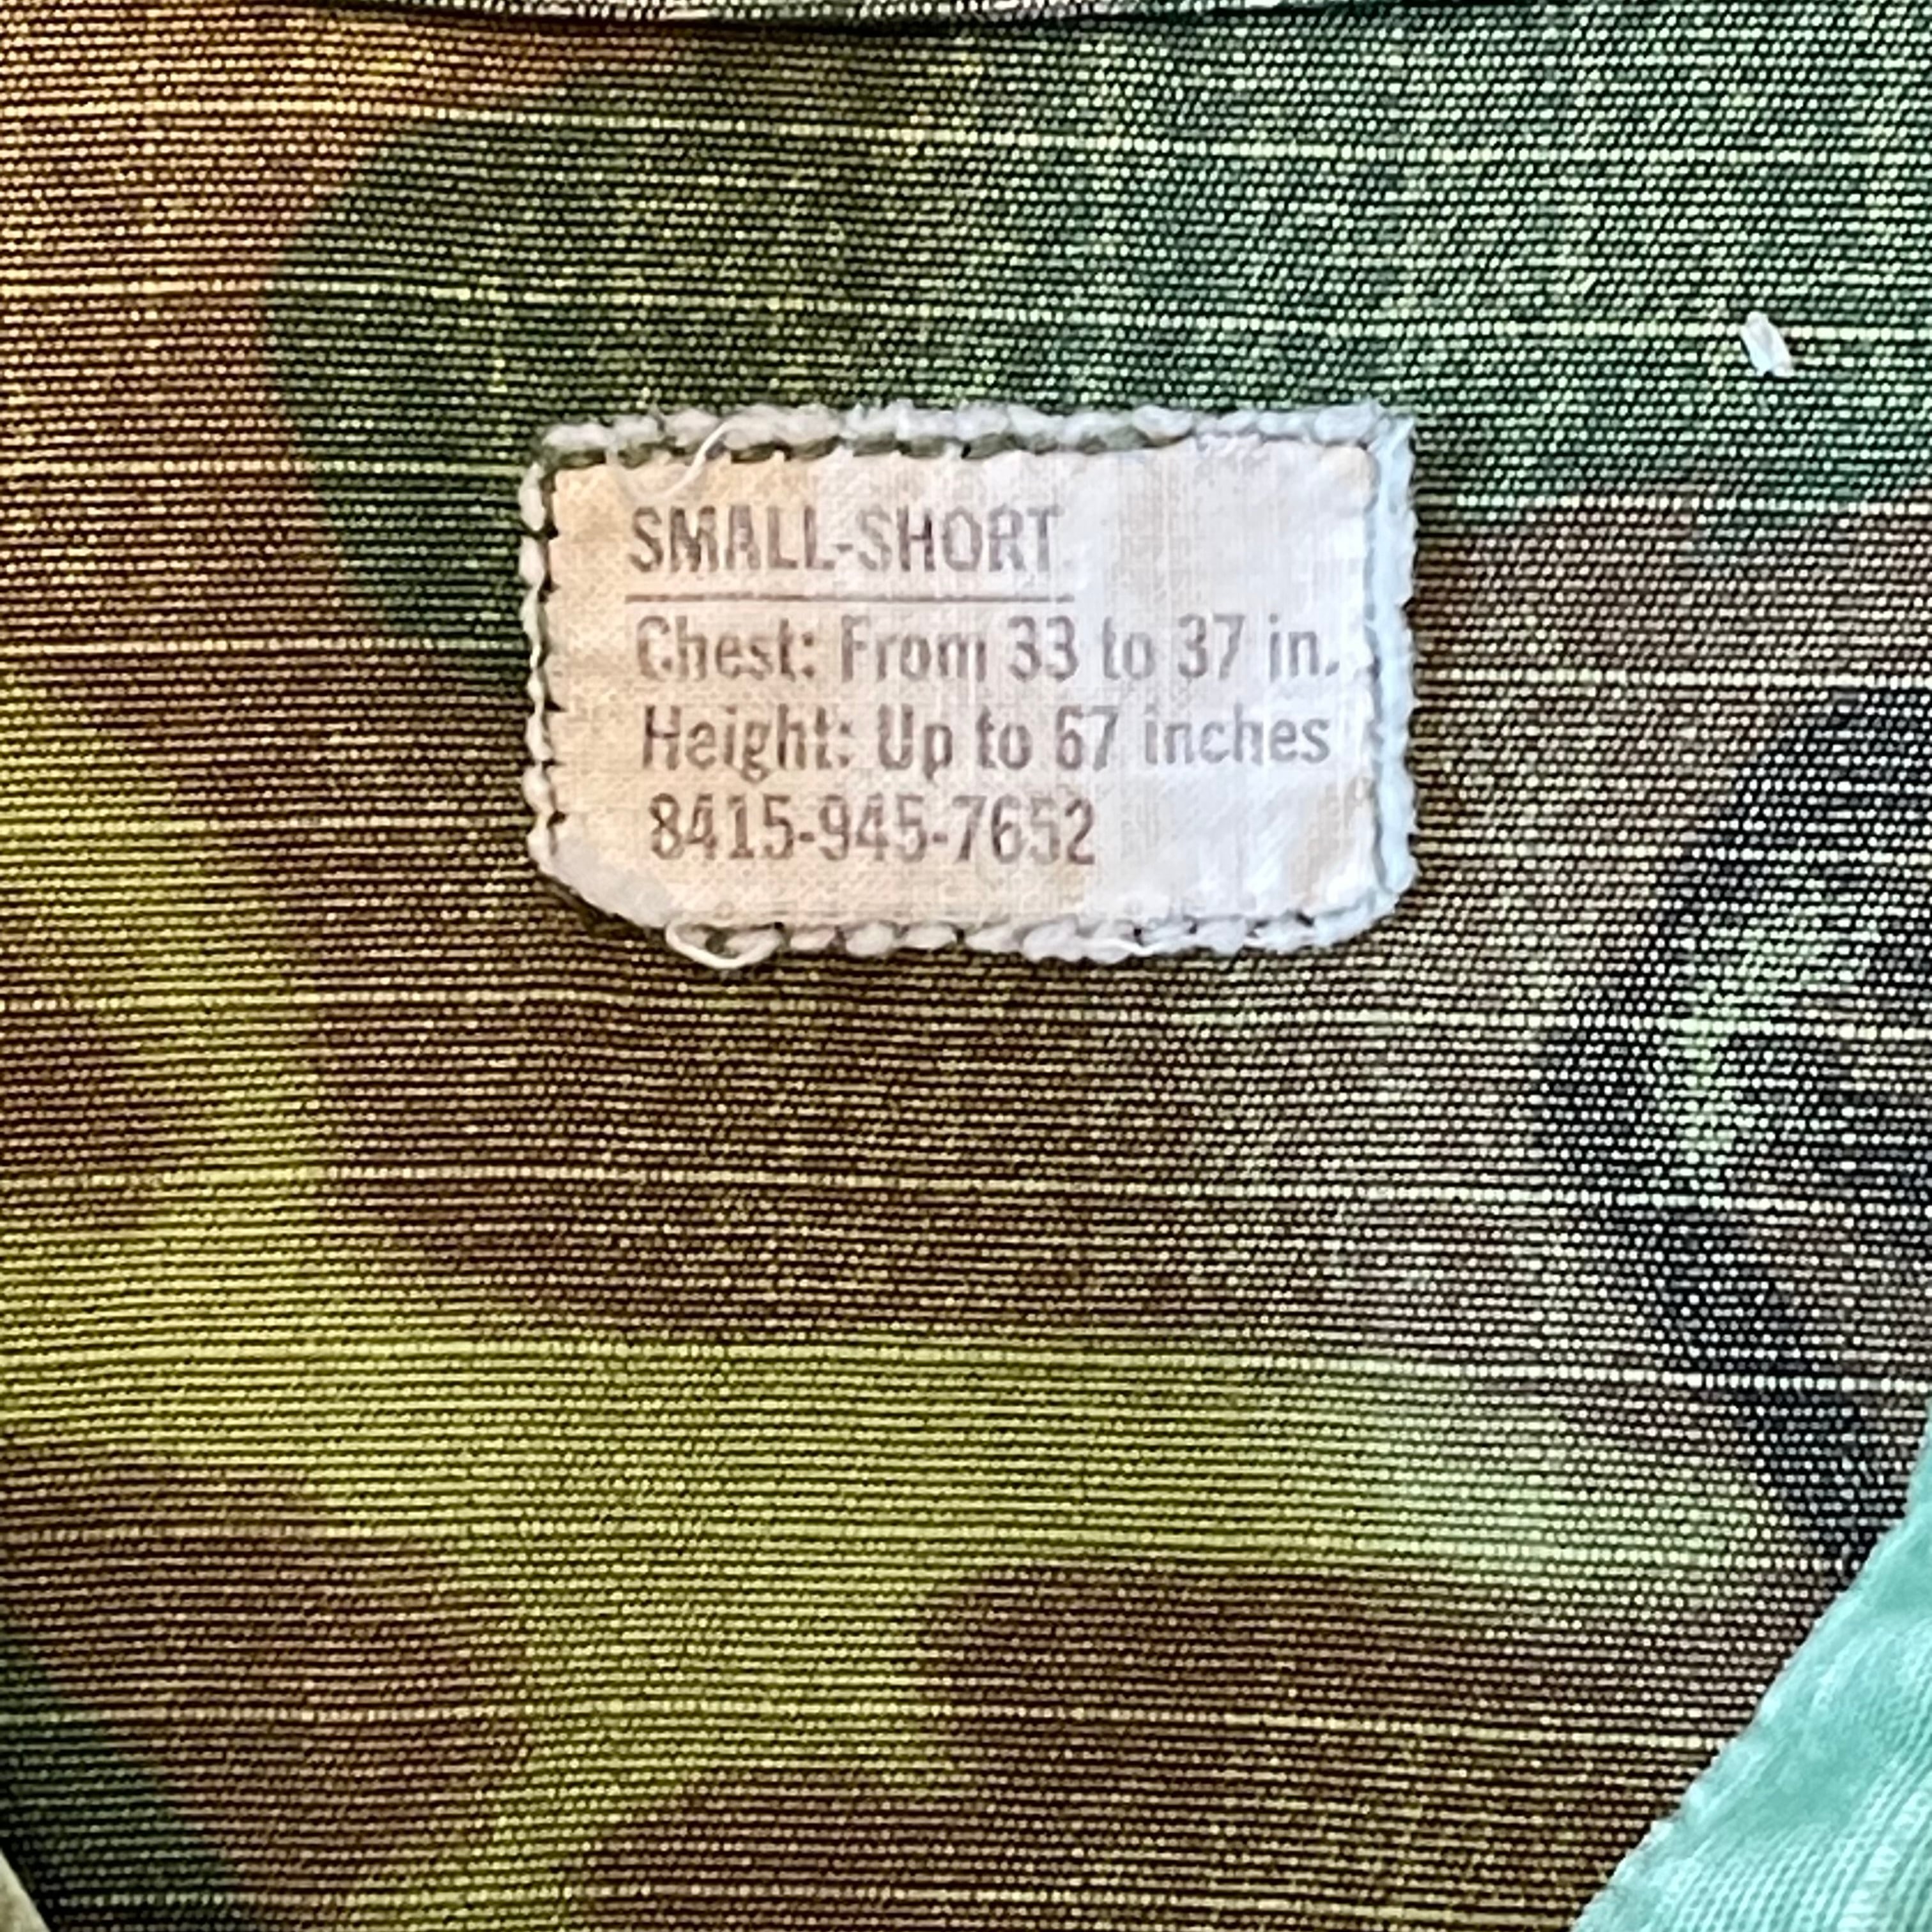 SMALL-SHORT
Chest: From 33 to 37 in.
Height: Up to 67 inches
8415-945-7652